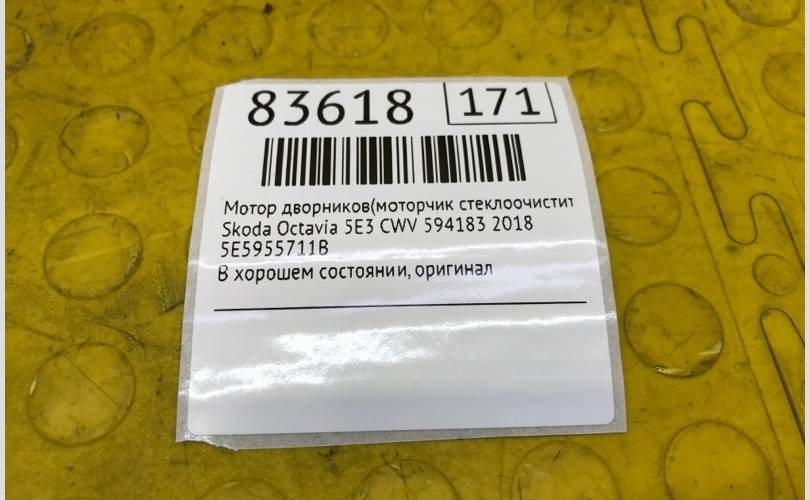 83618 171
Мотор дворников(моторчик стеклоочистит
Skoda Octavia 5E3 CWV 594183 2018
5E5955711B
В хорошем состоянии, оригинал